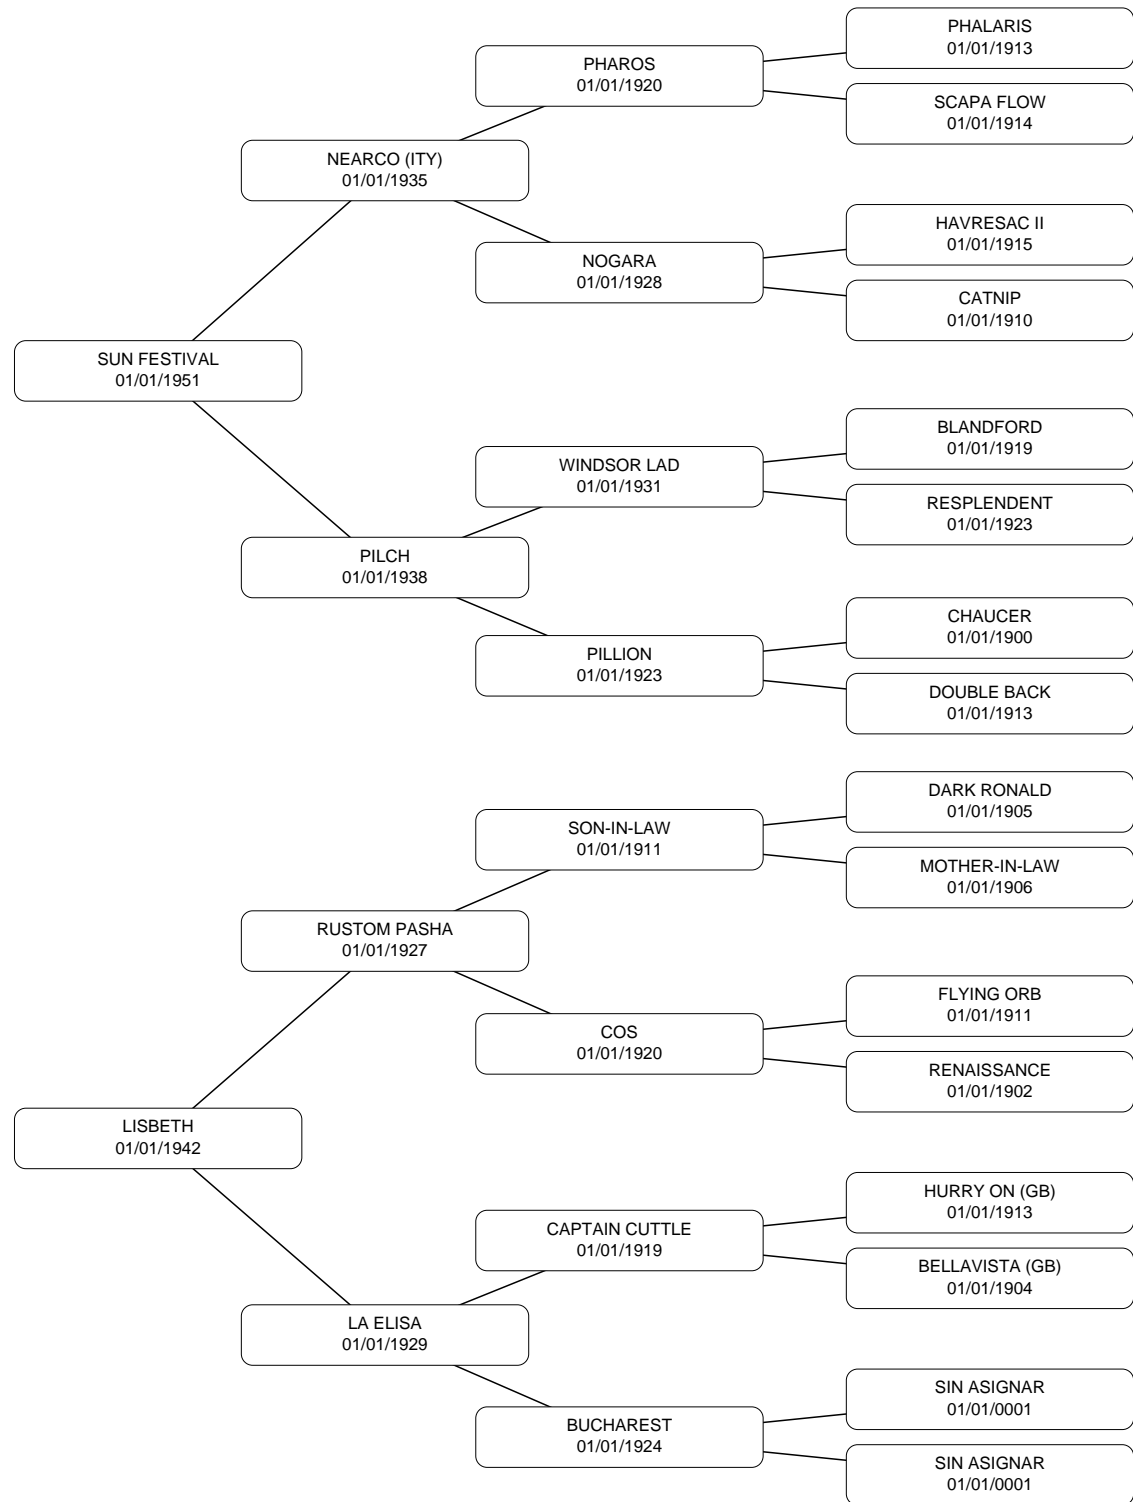 PHALARIS
01/01/1913
PHAROS
01/01/1920
SCAPA FLOW
01/01/1914
NEARCO (ITY)
01/01/1935
HAVRESAC II
01/01/1915
NOGARA
01/01/1928
CATNIP
01/01/1910
SUN FESTIVAL
01/01/1951
BLANDFORD
01/01/1919
WINDSOR LAD
01/01/1931
RESPLENDENT
01/01/1923
PILCH
01/01/1938
CHAUCER
01/01/1900
PILLION
01/01/1923
DOUBLE BACK
01/01/1913
DARK RONALD
01/01/1905
SON-IN-LAW
01/01/1911
MOTHER-IN-LAW
01/01/1906
RUSTOM PASHA
01/01/1927
FLYING ORB
01/01/1911
COS
01/01/1920
RENAISSANCE
01/01/1902
LISBETH
01/01/1942
HURRY ON (GB)
01/01/1913
CAPTAIN CUTTLE
01/01/1919
BELLAVISTA (GB)
01/01/1904
LA ELISA
01/01/1929
SIN ASIGNAR
01/01/0001
BUCHAREST
01/01/1924
SIN ASIGNAR
01/01/0001